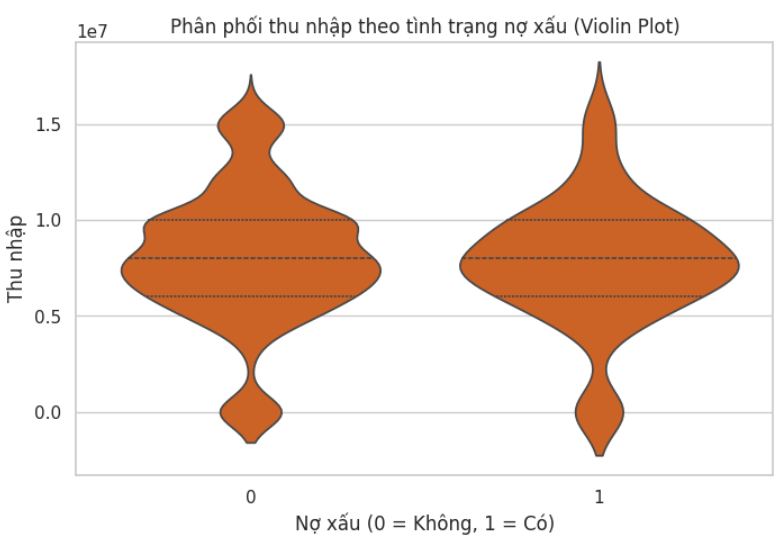 Phân phối thu nhập theo tình trạng nợ xấu (Violin Plot)
1e7
1.5
1.0
0.5
0.0
Thu nhập
0
1
Nợ xấu (0 = Không, 1 = Có)